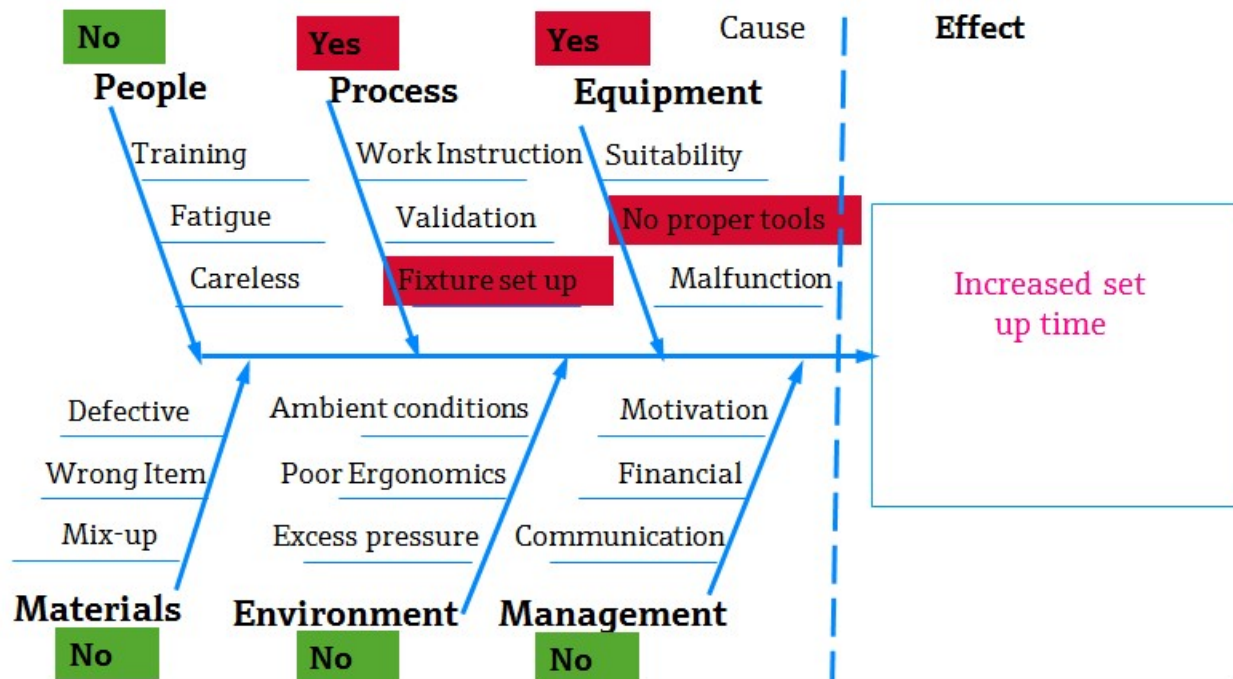 No
Yes
Yes
Cause
Effect
People
Process
Equipment
Training
Work Instruction
Suitability
Fatigue
Validation
No proper tools
Careless
Fixture set up
Malfunction
Increased set
up time
Defective
Ambient conditions
Motivation
Wrong Item
Poor Ergonomics
Financial
Mix-up
Excess pressure
Communication
Materials
Environment
Management
No
No
No